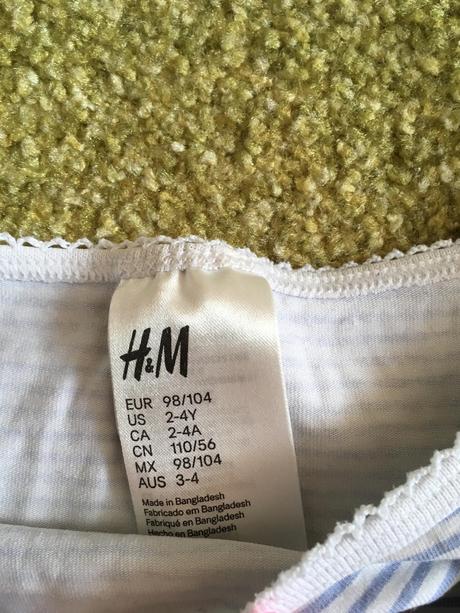 H&M
EUR 98/104
US 2-4Y
CA 2-4A
CN 110/56
MX 98/104
AUS 3-4
Made in Bangladesh
Fabricado em Bangladesh
Fabriqué en Bangladesh
Hecho en Bangladesh